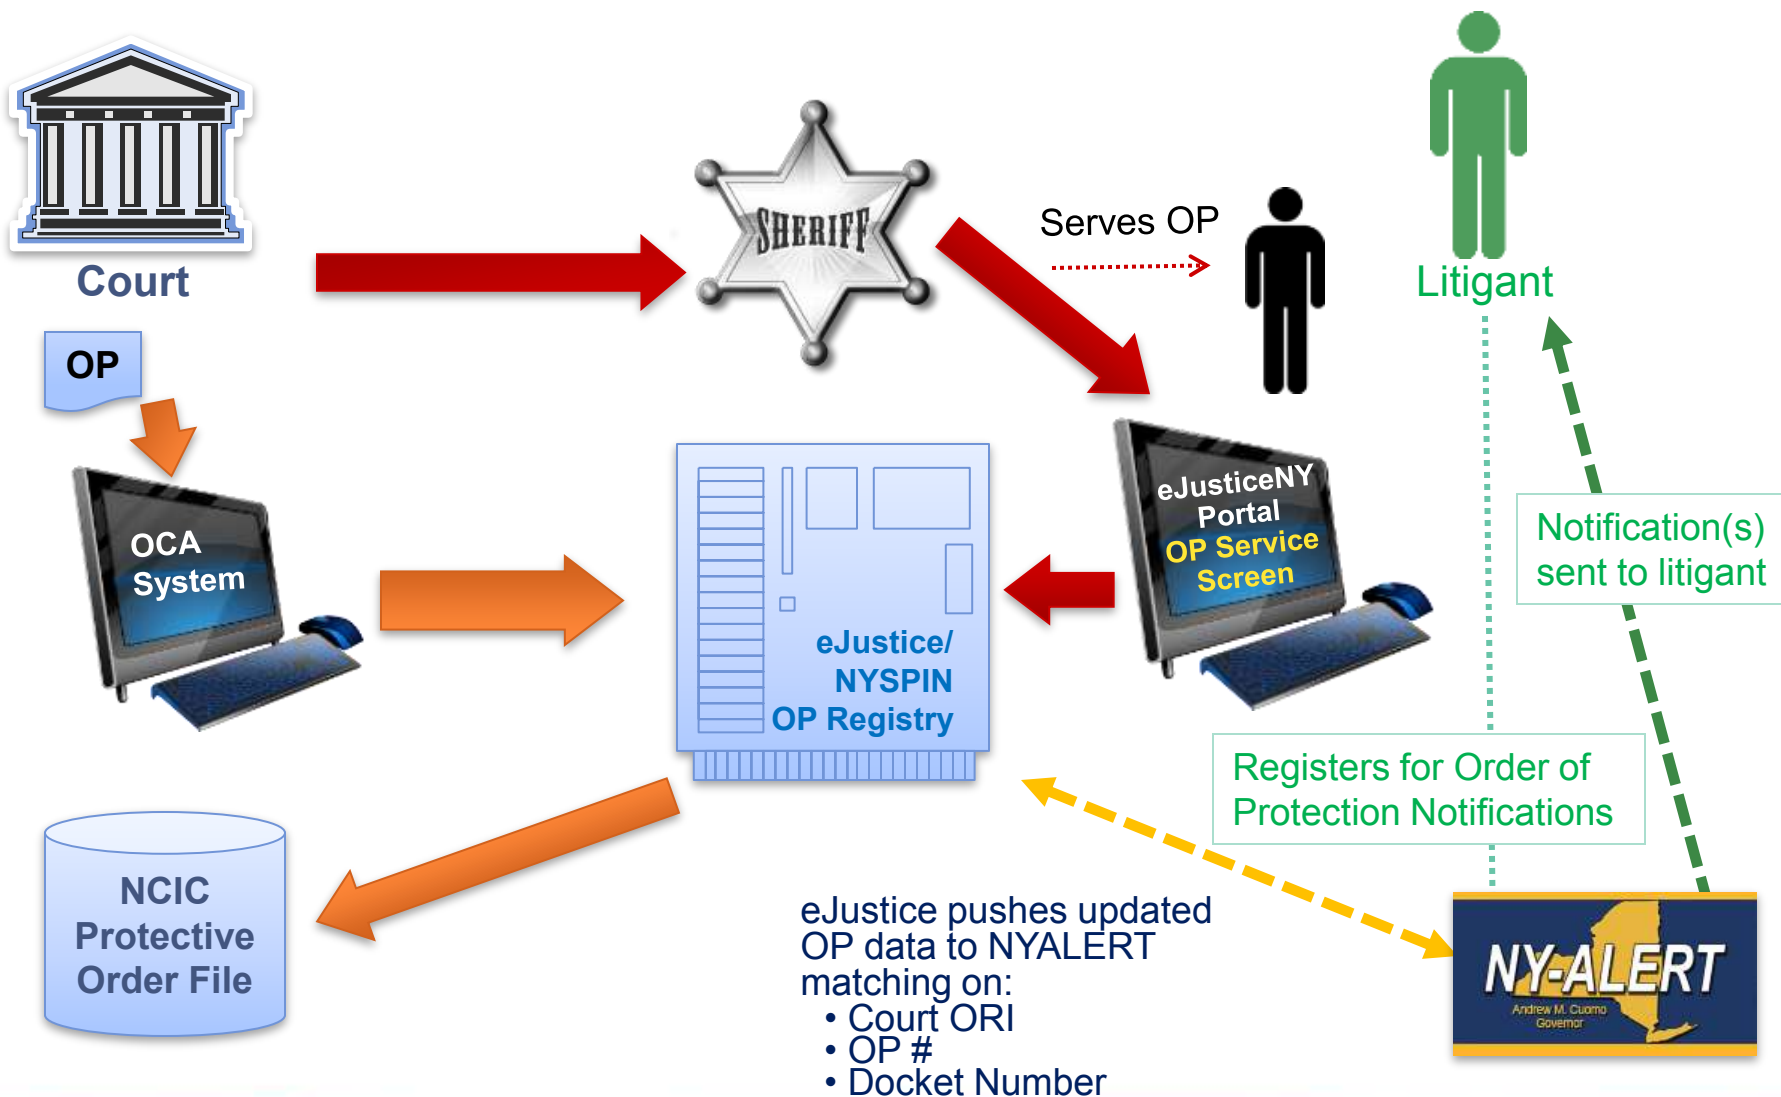 Court
OP
OCA
System
SHERIFF
Serves OP
Litigant
eJusticeNY
Portal
OP Service
Screen
Notification(s)
sent to litigant
eJustice/
NYSPIN
OP Registry
Registers for Order of
Protection Notifications
NCIC
Protective
Order File
eJustice pushes updated
OP data to NYALERT
matching on:
• Court ORI
• OP #
• Docket Number
NY-ALERT
Andrew M. Cuomo
Governor